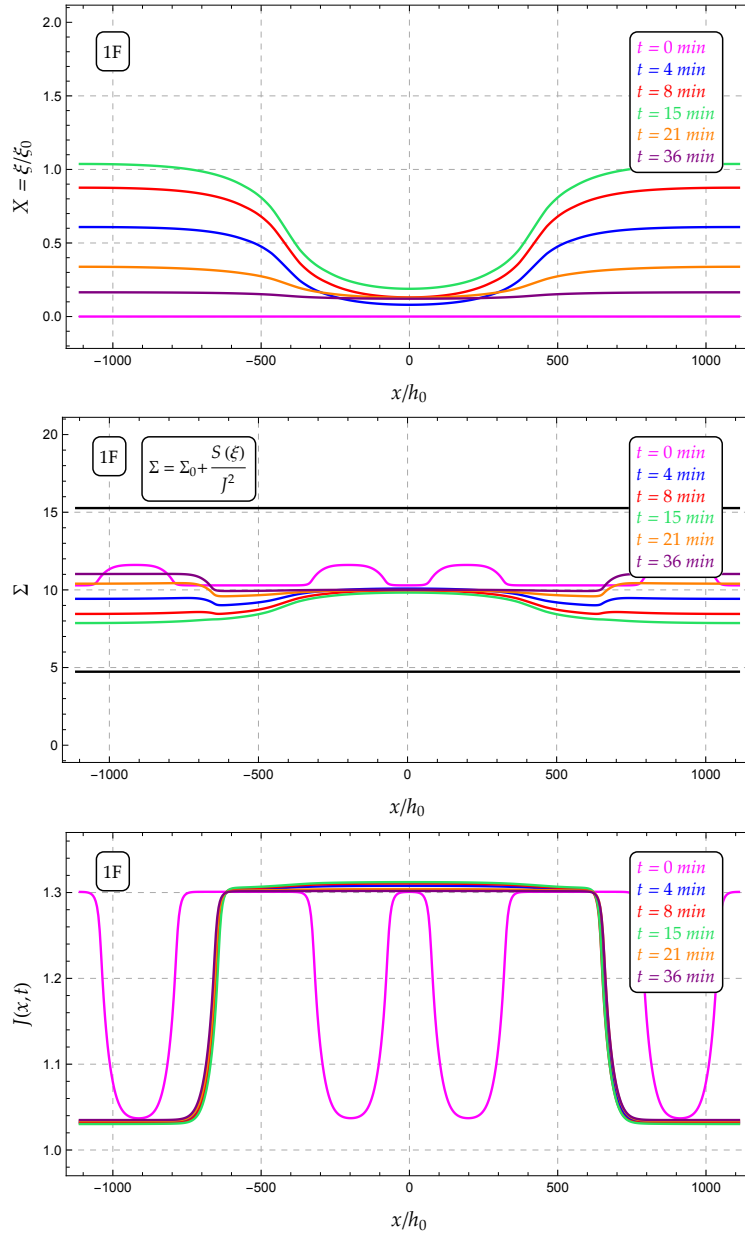 2.0
1.5
1.0
0.5
0.0
X = ξ/ξ₀
1F
t = 0 min
t = 4 min
t = 8 min
t = 15 min
t = 21 min
t = 36 min
−1000
−500
0
500
1000
x/h₀
20
15
10
5
0
Σ
1F
Σ = Σ₀+ S (ξ) / J²
t = 0 min
t = 4 min
t = 8 min
t = 15 min
t = 21 min
t = 36 min
−1000
−500
0
500
1000
x/h₀
1.3
1.2
1.1
1.0
J(x,t)
1F
t = 0 min
t = 4 min
t = 8 min
t = 15 min
t = 21 min
t = 36 min
−1000
−500
0
500
1000
x/h₀